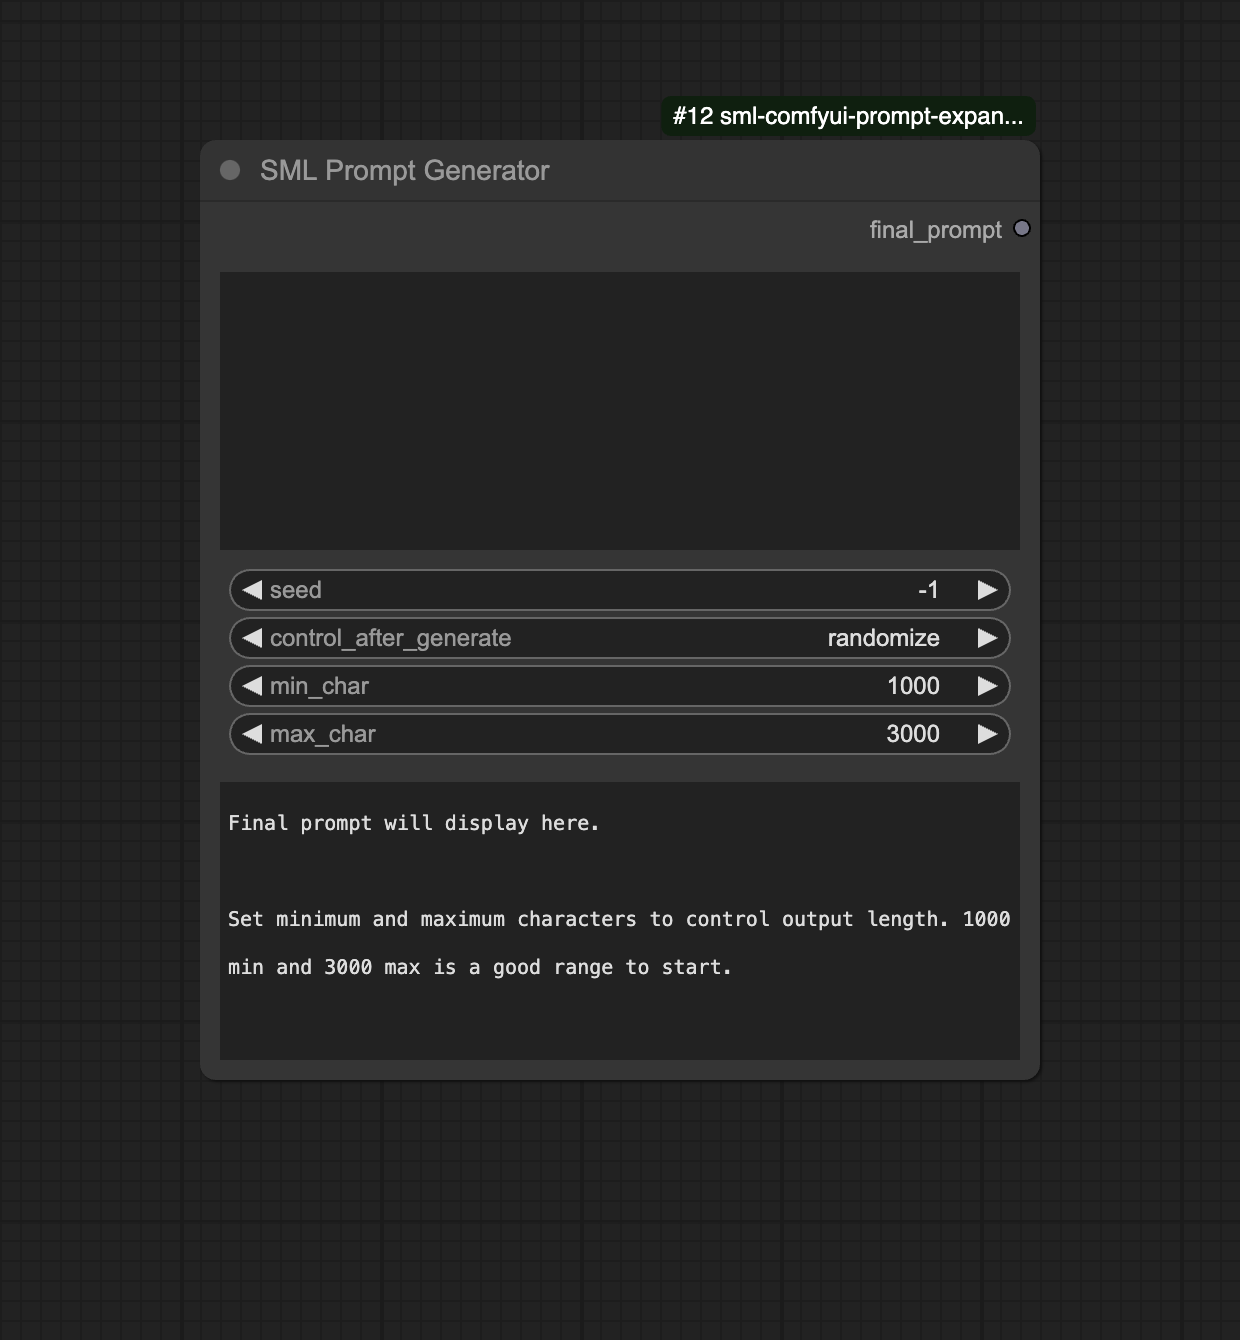 #12 sml-comfyui-prompt-expan...
SML Prompt Generator
final_prompt
seed -1
control_after_generate randomize
min_char 1000
max_char 3000
Final prompt will display here.
Set minimum and maximum characters to control output length. 1000
min and 3000 max is a good range to start.